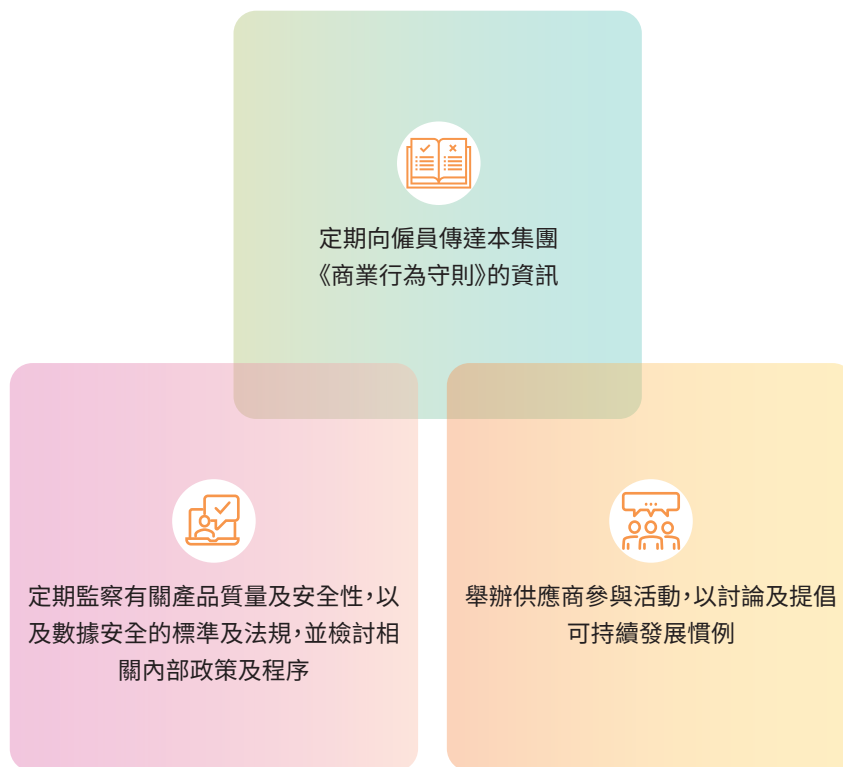 定期向僱員傳達本集團
《商業行為守則》的資訊
定期監察有關產品質量及安全性，以
及數據安全的標準及法規，並檢討相
關內部政策及程序
舉辦供應商參與活動，以討論及提倡
可持續發展慣例